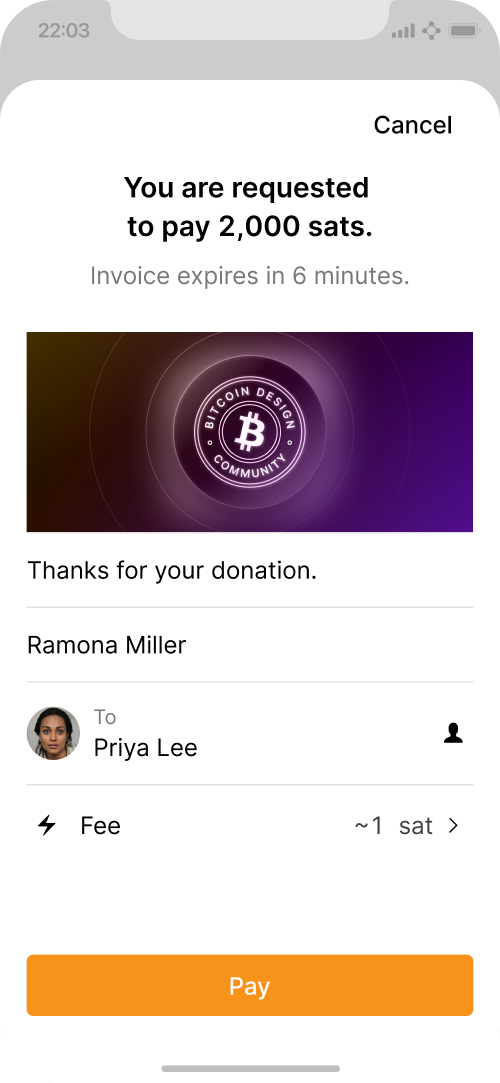 22:03
Cancel
You are requested
to pay 2,000 sats.
Invoice expires in 6 minutes.
BITCOIN DESIGN
COMMUNITY
Thanks for your donation.
Ramona Miller
To
Priya Lee
Fee ~1 sat
Pay